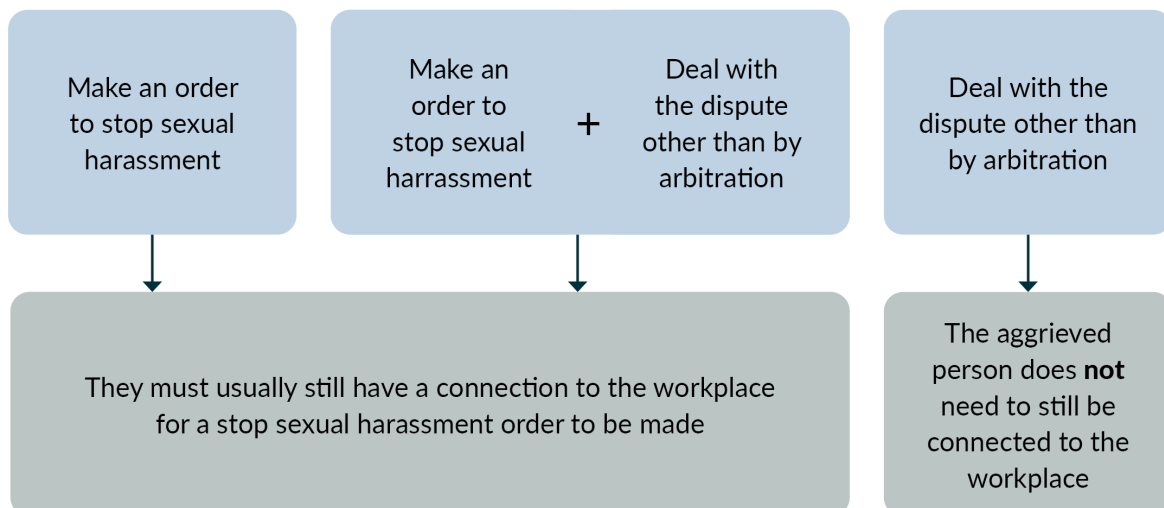 Make an order
to stop sexual
harassment
Make an
order to
stop sexual
harrassment
+
Deal with
the dispute
other than by
arbitration
Deal with the
dispute other than
by arbitration
They must usually still have a connection to the workplace
for a stop sexual harassment order to be made
The aggrieved
person does not
need to still be
connected to the
workplace